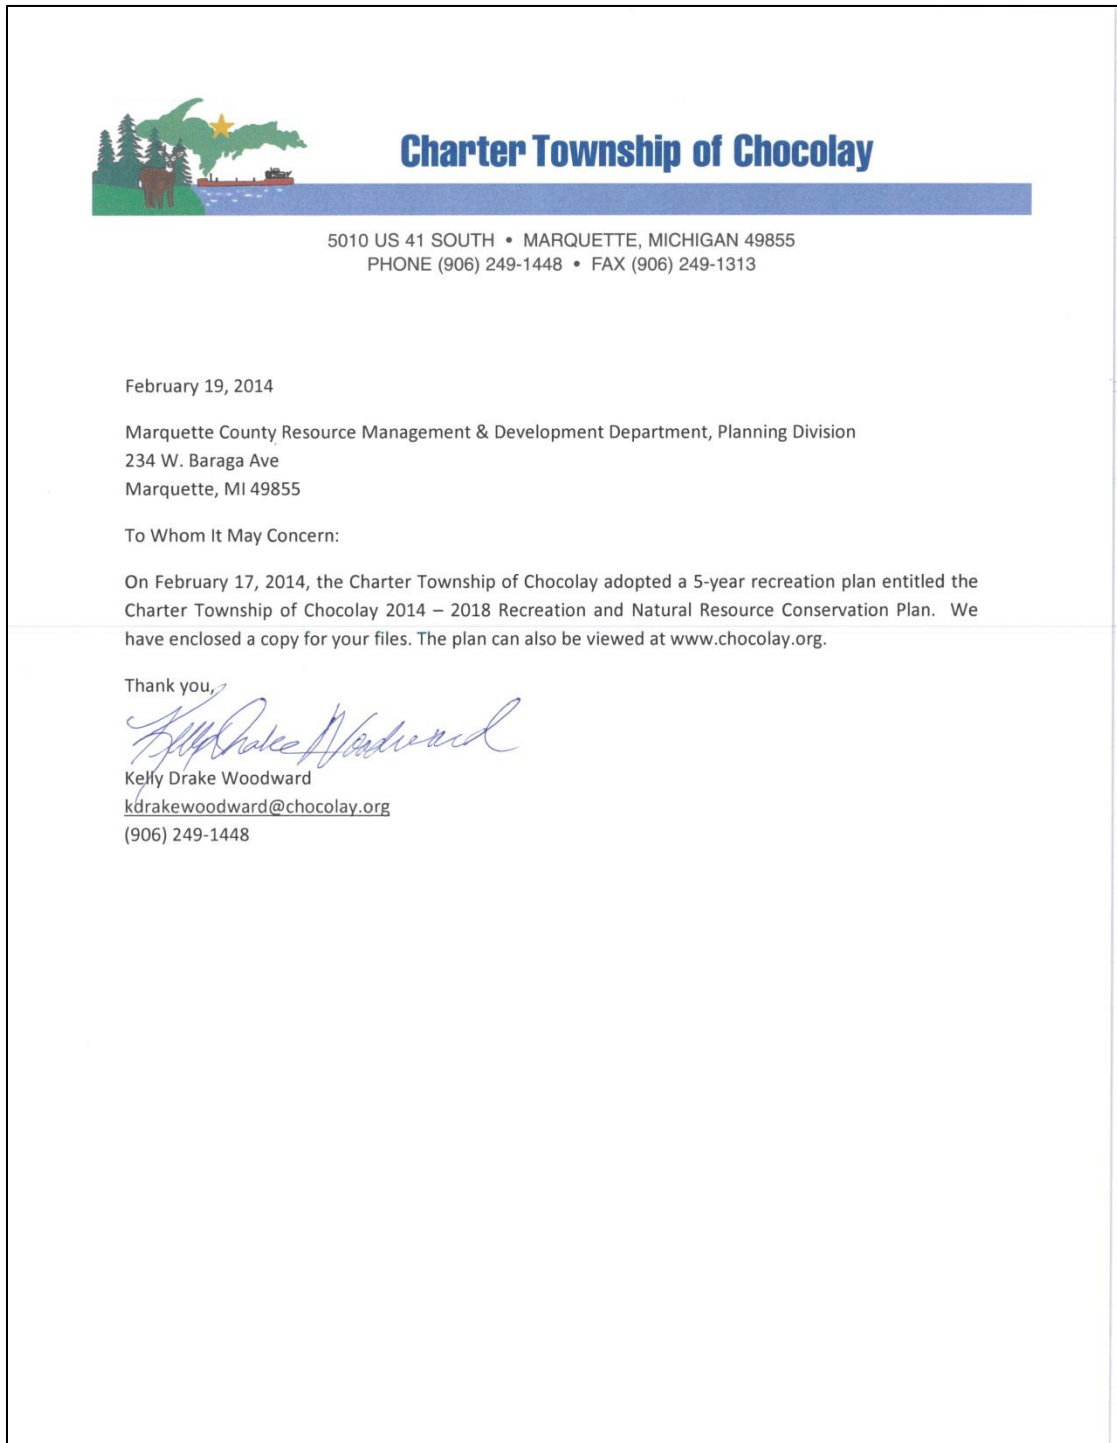 Charter Township of Chocolay
5010 US 41 SOUTH • MARQUETTE, MICHIGAN 49855
PHONE (906) 249-1448 • FAX (906) 249-1313
February 19, 2014
Marquette County Resource Management & Development Department, Planning Division
234 W. Baraga Ave
Marquette, MI 49855
To Whom It May Concern:
On February 17, 2014, the Charter Township of Chocolay adopted a 5-year recreation plan entitled the
Charter Township of Chocolay 2014 – 2018 Recreation and Natural Resource Conservation Plan. We
have enclosed a copy for your files. The plan can also be viewed at www.chocolay.org.
Thank you,
Kelly Drake Woodward
Kelly Drake Woodward
kdrakewoodward@chocolay.org
(906) 249-1448